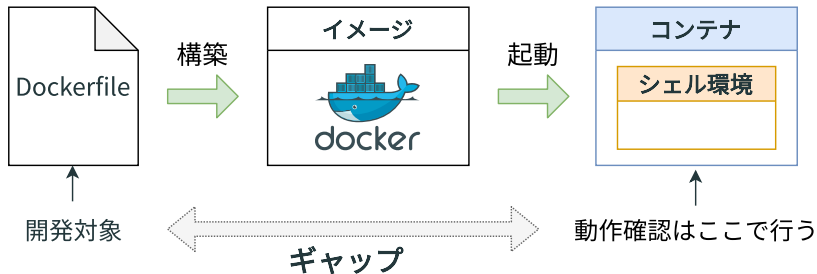 イメージ
コンテナ
構築
起動
Dockerfile
シェル環境
docker
開発対象
動作確認はここで行う
ギャップ